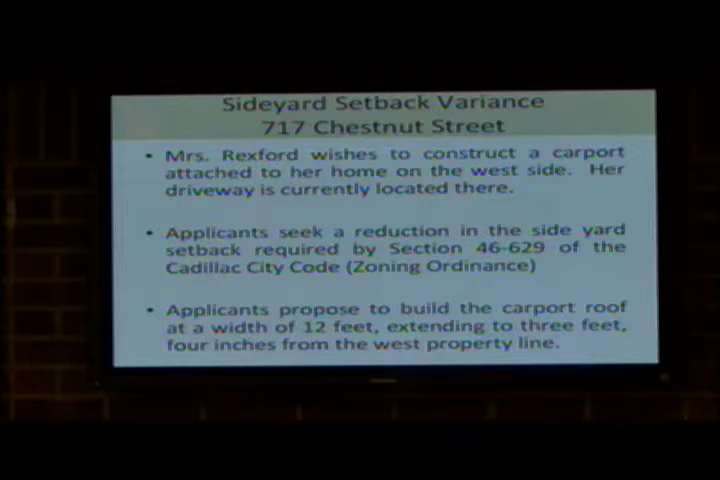 Sideyard Setback Variance
717 Chestnut Street
• Mrs. Rexford wishes to construct a carport
attached to her home on the west side. Her
driveway is currently located there.
• Applicants seek a reduction in the side yard
setback required by Section 46-629 of the
Cadillac City Code (Zoning Ordinance)
• Applicants propose to build the carport roof
at a width of 12 feet, extending to three feet,
four inches from the west property line.